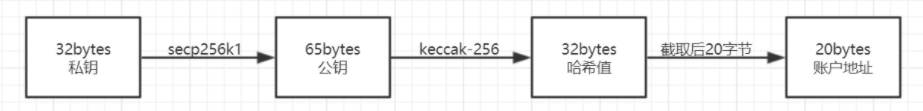 32bytes
私钥
secp256k1
65bytes
公钥
keccak-256
32bytes
哈希值
截取后20字节
20bytes
账户地址